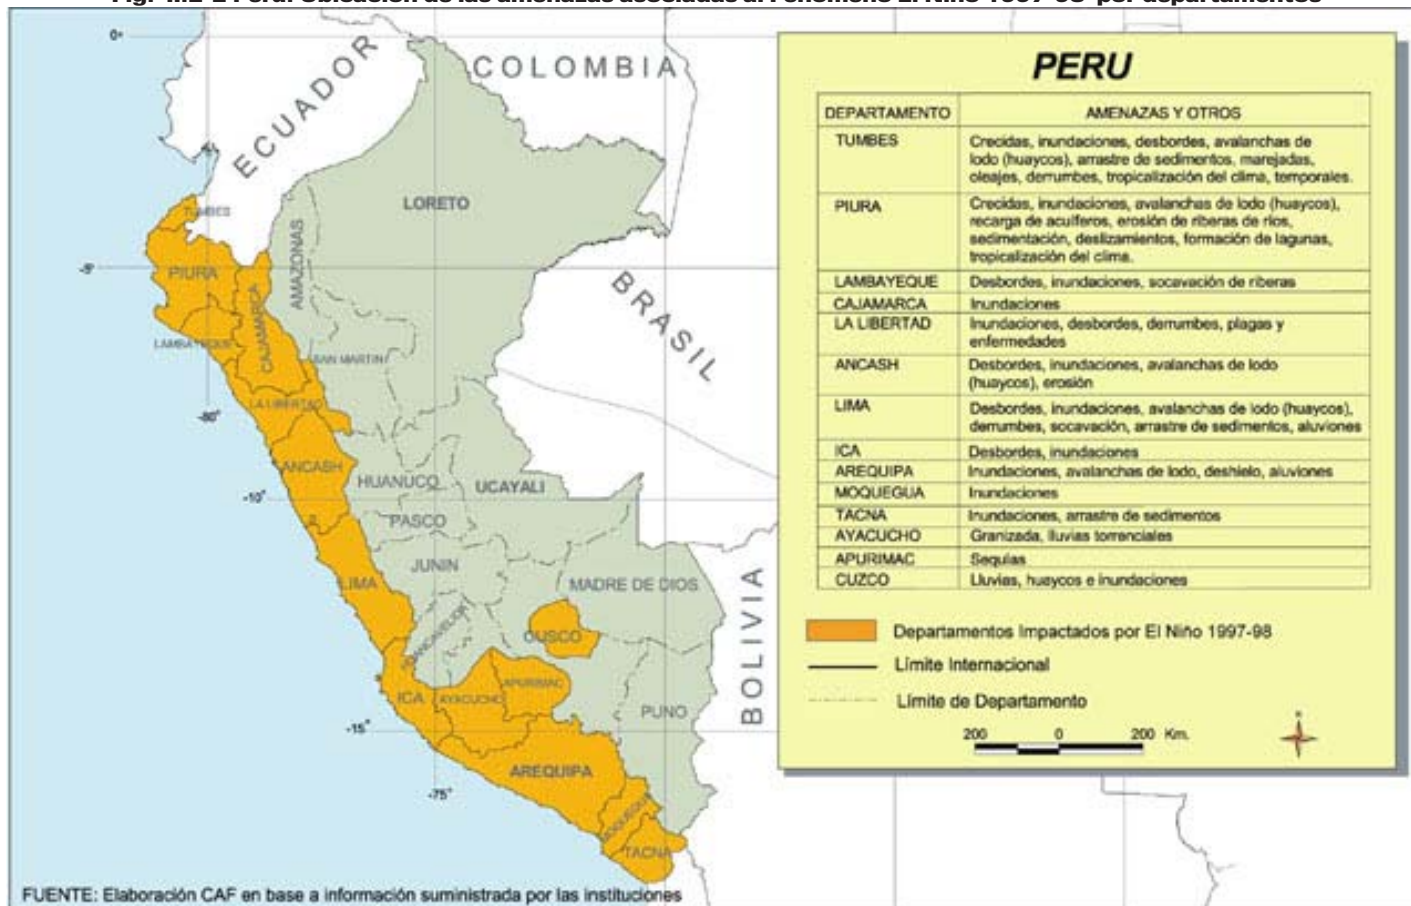 0°
COLOMBIA
ECUADOR
TUMBES
LORETO
AMAZONAS
-5°
PIURA
CAJAMARCA
BRASIL
LAMBAYEQUE
SAN MARTIN
-80°
LA LIBERTAD
ANCASH
HUANUCO
UCAYALI
-10°
PASCO
JUNIN
LIMA
MADRE DE DIOS
HUANCAVELICA
CUSCO
BOLIVIA
ICA
AYACUCHO
APURIMAC
PUNO
-15°
AREQUIPA
-75°
MOQUEGUA
TACNA
FUENTE: Elaboración CAF en base a información suministrada por las instituciones
PERU
DEPARTAMENTO AMENAZAS Y OTROS
TUMBES Crecidas, inundaciones, desbordes, avalanchas de
lodo (huaycos), arrastre de sedimentos, marejadas,
oleajes, derrumbes, tropicalización del clima, temporales.
PIURA Crecidas, inundaciones, avalanchas de lodo (huaycos),
recarga de acuíferos, erosión de riberas de ríos,
sedimentación, deslizamientos, formación de lagunas,
tropicalización del clima.
LAMBAYEQUE Desbordes, inundaciones, socavación de riberas
CAJAMARCA Inundaciones
LA LIBERTAD Inundaciones, desbordes, derrumbes, plagas y
enfermedades
ANCASH Desbordes, inundaciones, avalanchas de lodo
(huaycos), erosión
LIMA Desbordes, inundaciones, avalanchas de lodo (huaycos),
derrumbes, socavación, arrastre de sedimentos, aluviones
ICA Desbordes, inundaciones
AREQUIPA Inundaciones, avalanchas de lodo, deshielo, aluviones
MOQUEGUA Inundaciones
TACNA Inundaciones, arrastre de sedimentos
AYACUCHO Granizada, lluvias torrenciales
APURIMAC Sequías
CUZCO Lluvias, huaycos e inundaciones
Departamentos Impactados por El Niño 1997-98
Límite Internacional
Límite de Departamento
200 0 200 Km.